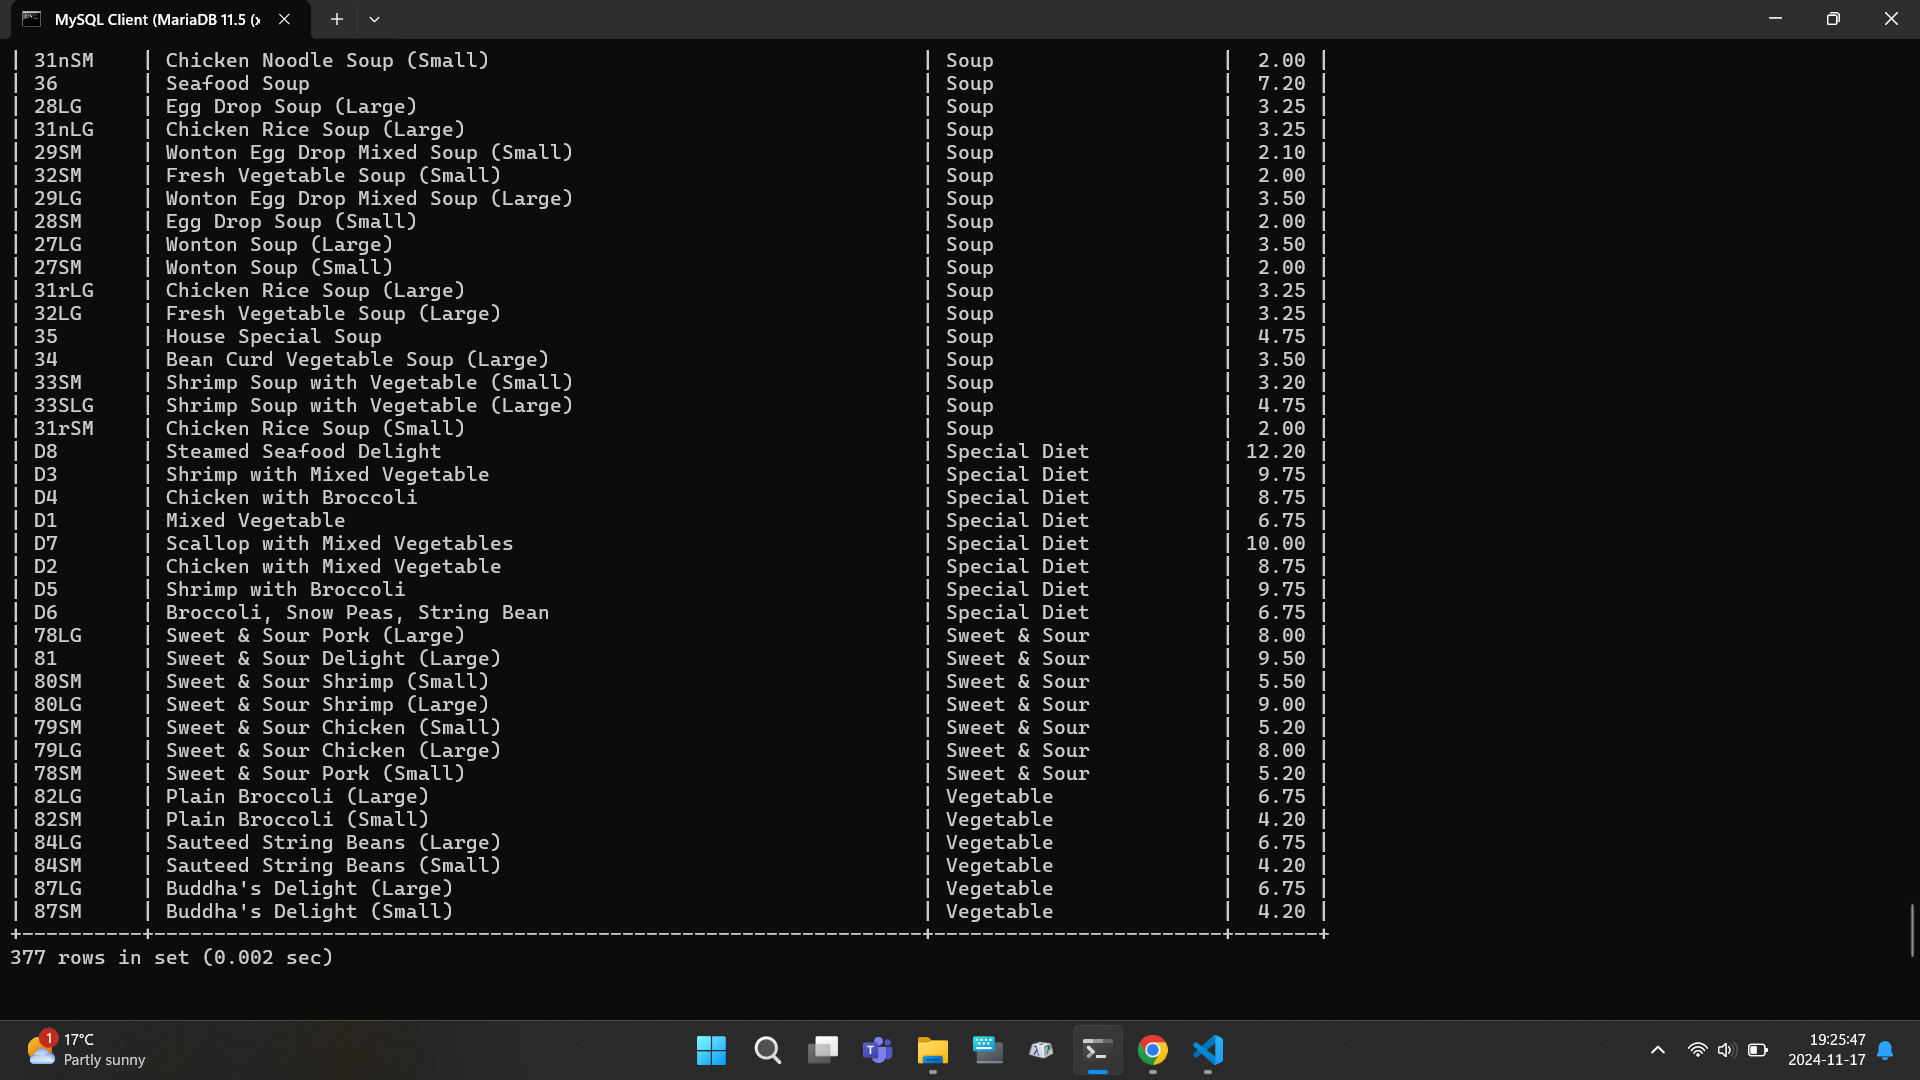 MySQL Client (MariaDB 11.5 (x
| 31nSM | Chicken Noodle Soup (Small) | Soup | 2.00 |
| 36 | Seafood Soup | Soup | 7.20 |
| 28LG | Egg Drop Soup (Large) | Soup | 3.25 |
| 31nLG | Chicken Rice Soup (Large) | Soup | 3.25 |
| 29SM | Wonton Egg Drop Mixed Soup (Small) | Soup | 2.10 |
| 32SM | Fresh Vegetable Soup (Small) | Soup | 2.00 |
| 29LG | Wonton Egg Drop Mixed Soup (Large) | Soup | 3.50 |
| 28SM | Egg Drop Soup (Small) | Soup | 2.00 |
| 27LG | Wonton Soup (Large) | Soup | 3.50 |
| 27SM | Wonton Soup (Small) | Soup | 2.00 |
| 31rLG | Chicken Rice Soup (Large) | Soup | 3.25 |
| 32LG | Fresh Vegetable Soup (Large) | Soup | 3.25 |
| 35 | House Special Soup | Soup | 4.75 |
| 34 | Bean Curd Vegetable Soup (Large) | Soup | 3.50 |
| 33SM | Shrimp Soup with Vegetable (Small) | Soup | 3.20 |
| 33SLG | Shrimp Soup with Vegetable (Large) | Soup | 4.75 |
| 31rSM | Chicken Rice Soup (Small) | Soup | 2.00 |
| D8 | Steamed Seafood Delight | Special Diet | 12.20 |
| D3 | Shrimp with Mixed Vegetable | Special Diet | 9.75 |
| D4 | Chicken with Broccoli | Special Diet | 8.75 |
| D1 | Mixed Vegetable | Special Diet | 6.75 |
| D7 | Scallop with Mixed Vegetables | Special Diet | 10.00 |
| D2 | Chicken with Mixed Vegetable | Special Diet | 8.75 |
| D5 | Shrimp with Broccoli | Special Diet | 9.75 |
| D6 | Broccoli, Snow Peas, String Bean | Special Diet | 6.75 |
| 78LG | Sweet & Sour Pork (Large) | Sweet & Sour | 8.00 |
| 81 | Sweet & Sour Delight (Large) | Sweet & Sour | 9.50 |
| 80SM | Sweet & Sour Shrimp (Small) | Sweet & Sour | 5.50 |
| 80LG | Sweet & Sour Shrimp (Large) | Sweet & Sour | 9.00 |
| 79SM | Sweet & Sour Chicken (Small) | Sweet & Sour | 5.20 |
| 79LG | Sweet & Sour Chicken (Large) | Sweet & Sour | 8.00 |
| 78SM | Sweet & Sour Pork (Small) | Sweet & Sour | 5.20 |
| 82LG | Plain Broccoli (Large) | Vegetable | 6.75 |
| 82SM | Plain Broccoli (Small) | Vegetable | 4.20 |
| 84LG | Sauteed String Beans (Large) | Vegetable | 6.75 |
| 84SM | Sauteed String Beans (Small) | Vegetable | 4.20 |
| 87LG | Buddha's Delight (Large) | Vegetable | 6.75 |
| 87SM | Buddha's Delight (Small) | Vegetable | 4.20 |
377 rows in set (0.002 sec)
1
17°C
Partly sunny
19:25:47
2024-11-17